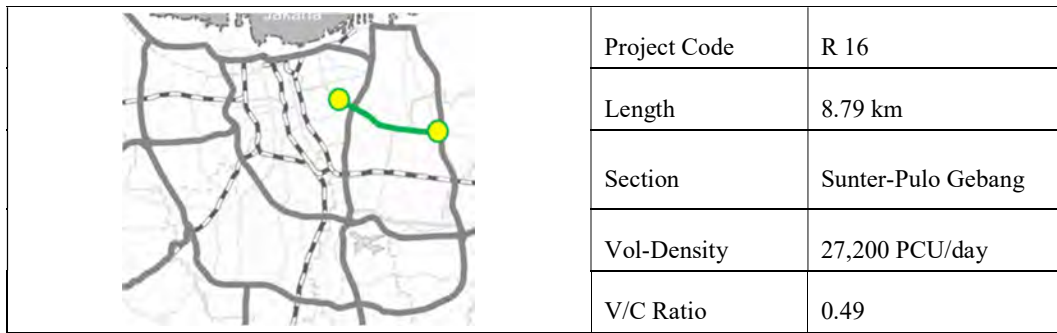 Jakarta
Project Code R 16
Length 8.79 km
Section Sunter-Pulo Gebang
Vol-Density 27,200 PCU/day
V/C Ratio 0.49